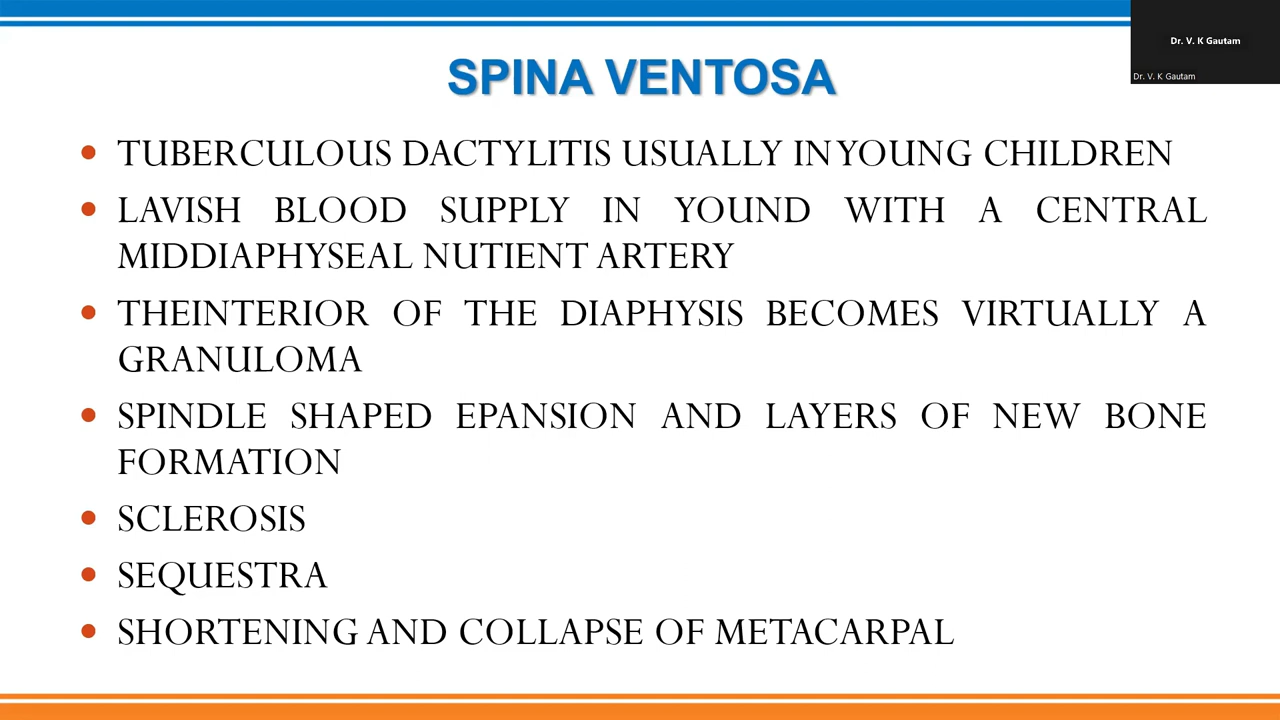 Dr. V. K Gautam
Dr. V. K Gautam
SPINA VENTOSA
• TUBERCULOUS DACTYLITIS USUALLY IN YOUNG CHILDREN
• LAVISH BLOOD SUPPLY IN YOUND WITH A CENTRAL
MIDDIAPHYSEAL NUTIENT ARTERY
• THEINTERIOR OF THE DIAPHYSIS BECOMES VIRTUALLY A
GRANULOMA
• SPINDLE SHAPED EPANSION AND LAYERS OF NEW BONE
FORMATION
• SCLEROSIS
• SEQUESTRA
• SHORTENING AND COLLAPSE OF METACARPAL